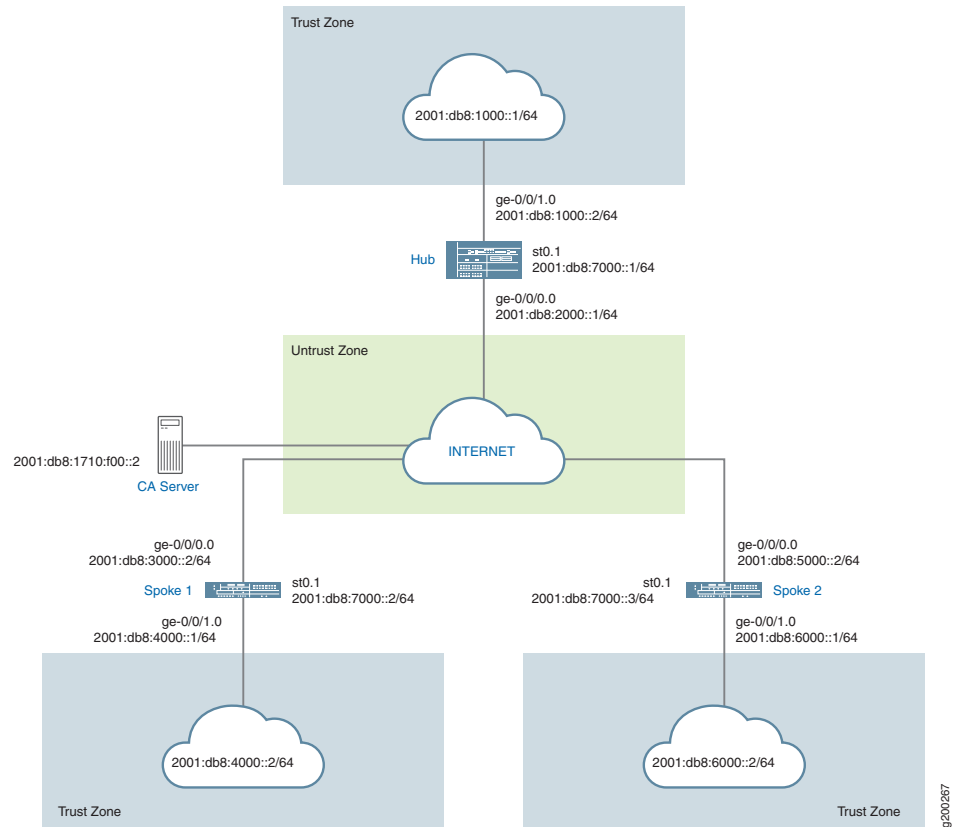 Trust Zone
2001:db8:1000::1/64
ge-0/0/1.0
2001:db8:1000::2/64
Hub
st0.1
2001:db8:7000::1/64
ge-0/0/0.0
2001:db8:2000::1/64
Untrust Zone
INTERNET
2001:db8:1710:f00::2
CA Server
ge-0/0/0.0
2001:db8:3000::2/64
Spoke 1
st0.1
2001:db8:7000::2/64
ge-0/0/1.0
2001:db8:4000::1/64
ge-0/0/0.0
2001:db8:5000::2/64
st0.1
2001:db8:7000::3/64
Spoke 2
ge-0/0/1.0
2001:db8:6000::1/64
2001:db8:4000::2/64
Trust Zone
2001:db8:6000::2/64
Trust Zone
g200267